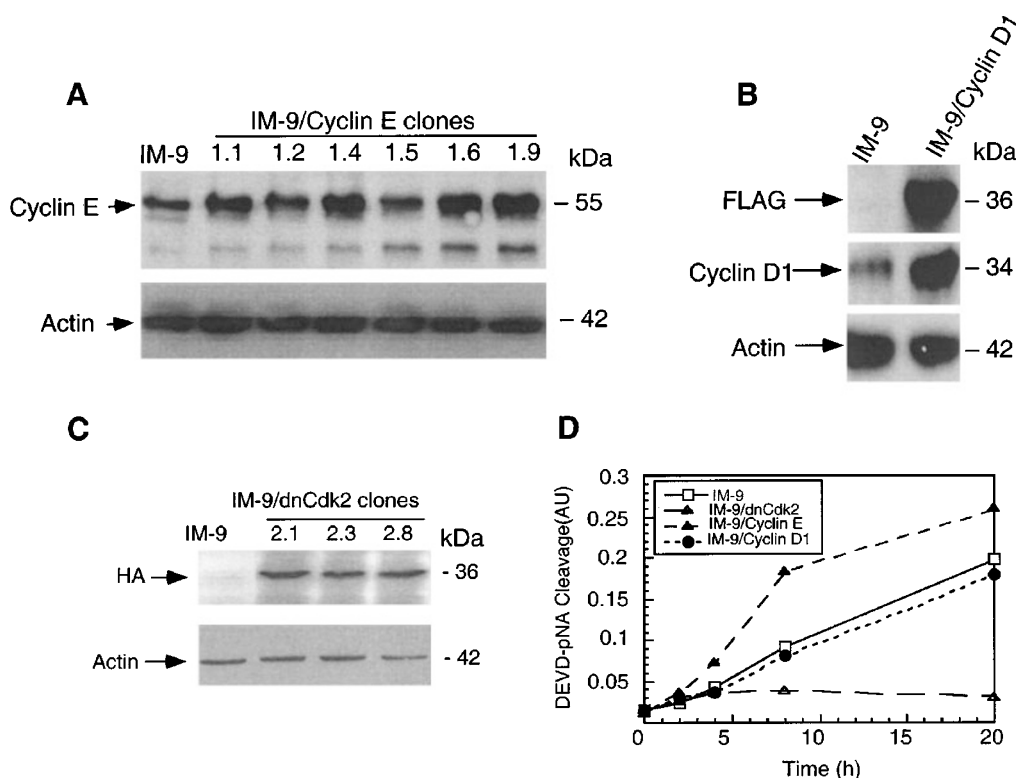 A
IM-9/Cyclin E clones
IM-9 1.1 1.2 1.4 1.5 1.6 1.9 kDa
Cyclin E
– 55
Actin
– 42
B
IM-9
IM-9/Cyclin D1
kDa
FLAG
– 36
Cyclin D1
– 34
Actin
– 42
C
IM-9/dnCdk2 clones
IM-9 2.1 2.3 2.8 kDa
HA
- 36
Actin
- 42
D
DEVD-pNA Cleavage(AU)
0.3
0.25
0.2
0.15
0.1
0.05
IM-9
IM-9/dnCdk2
IM-9/Cyclin E
IM-9/Cyclin D1
0 5 10 15 20
Time (h)